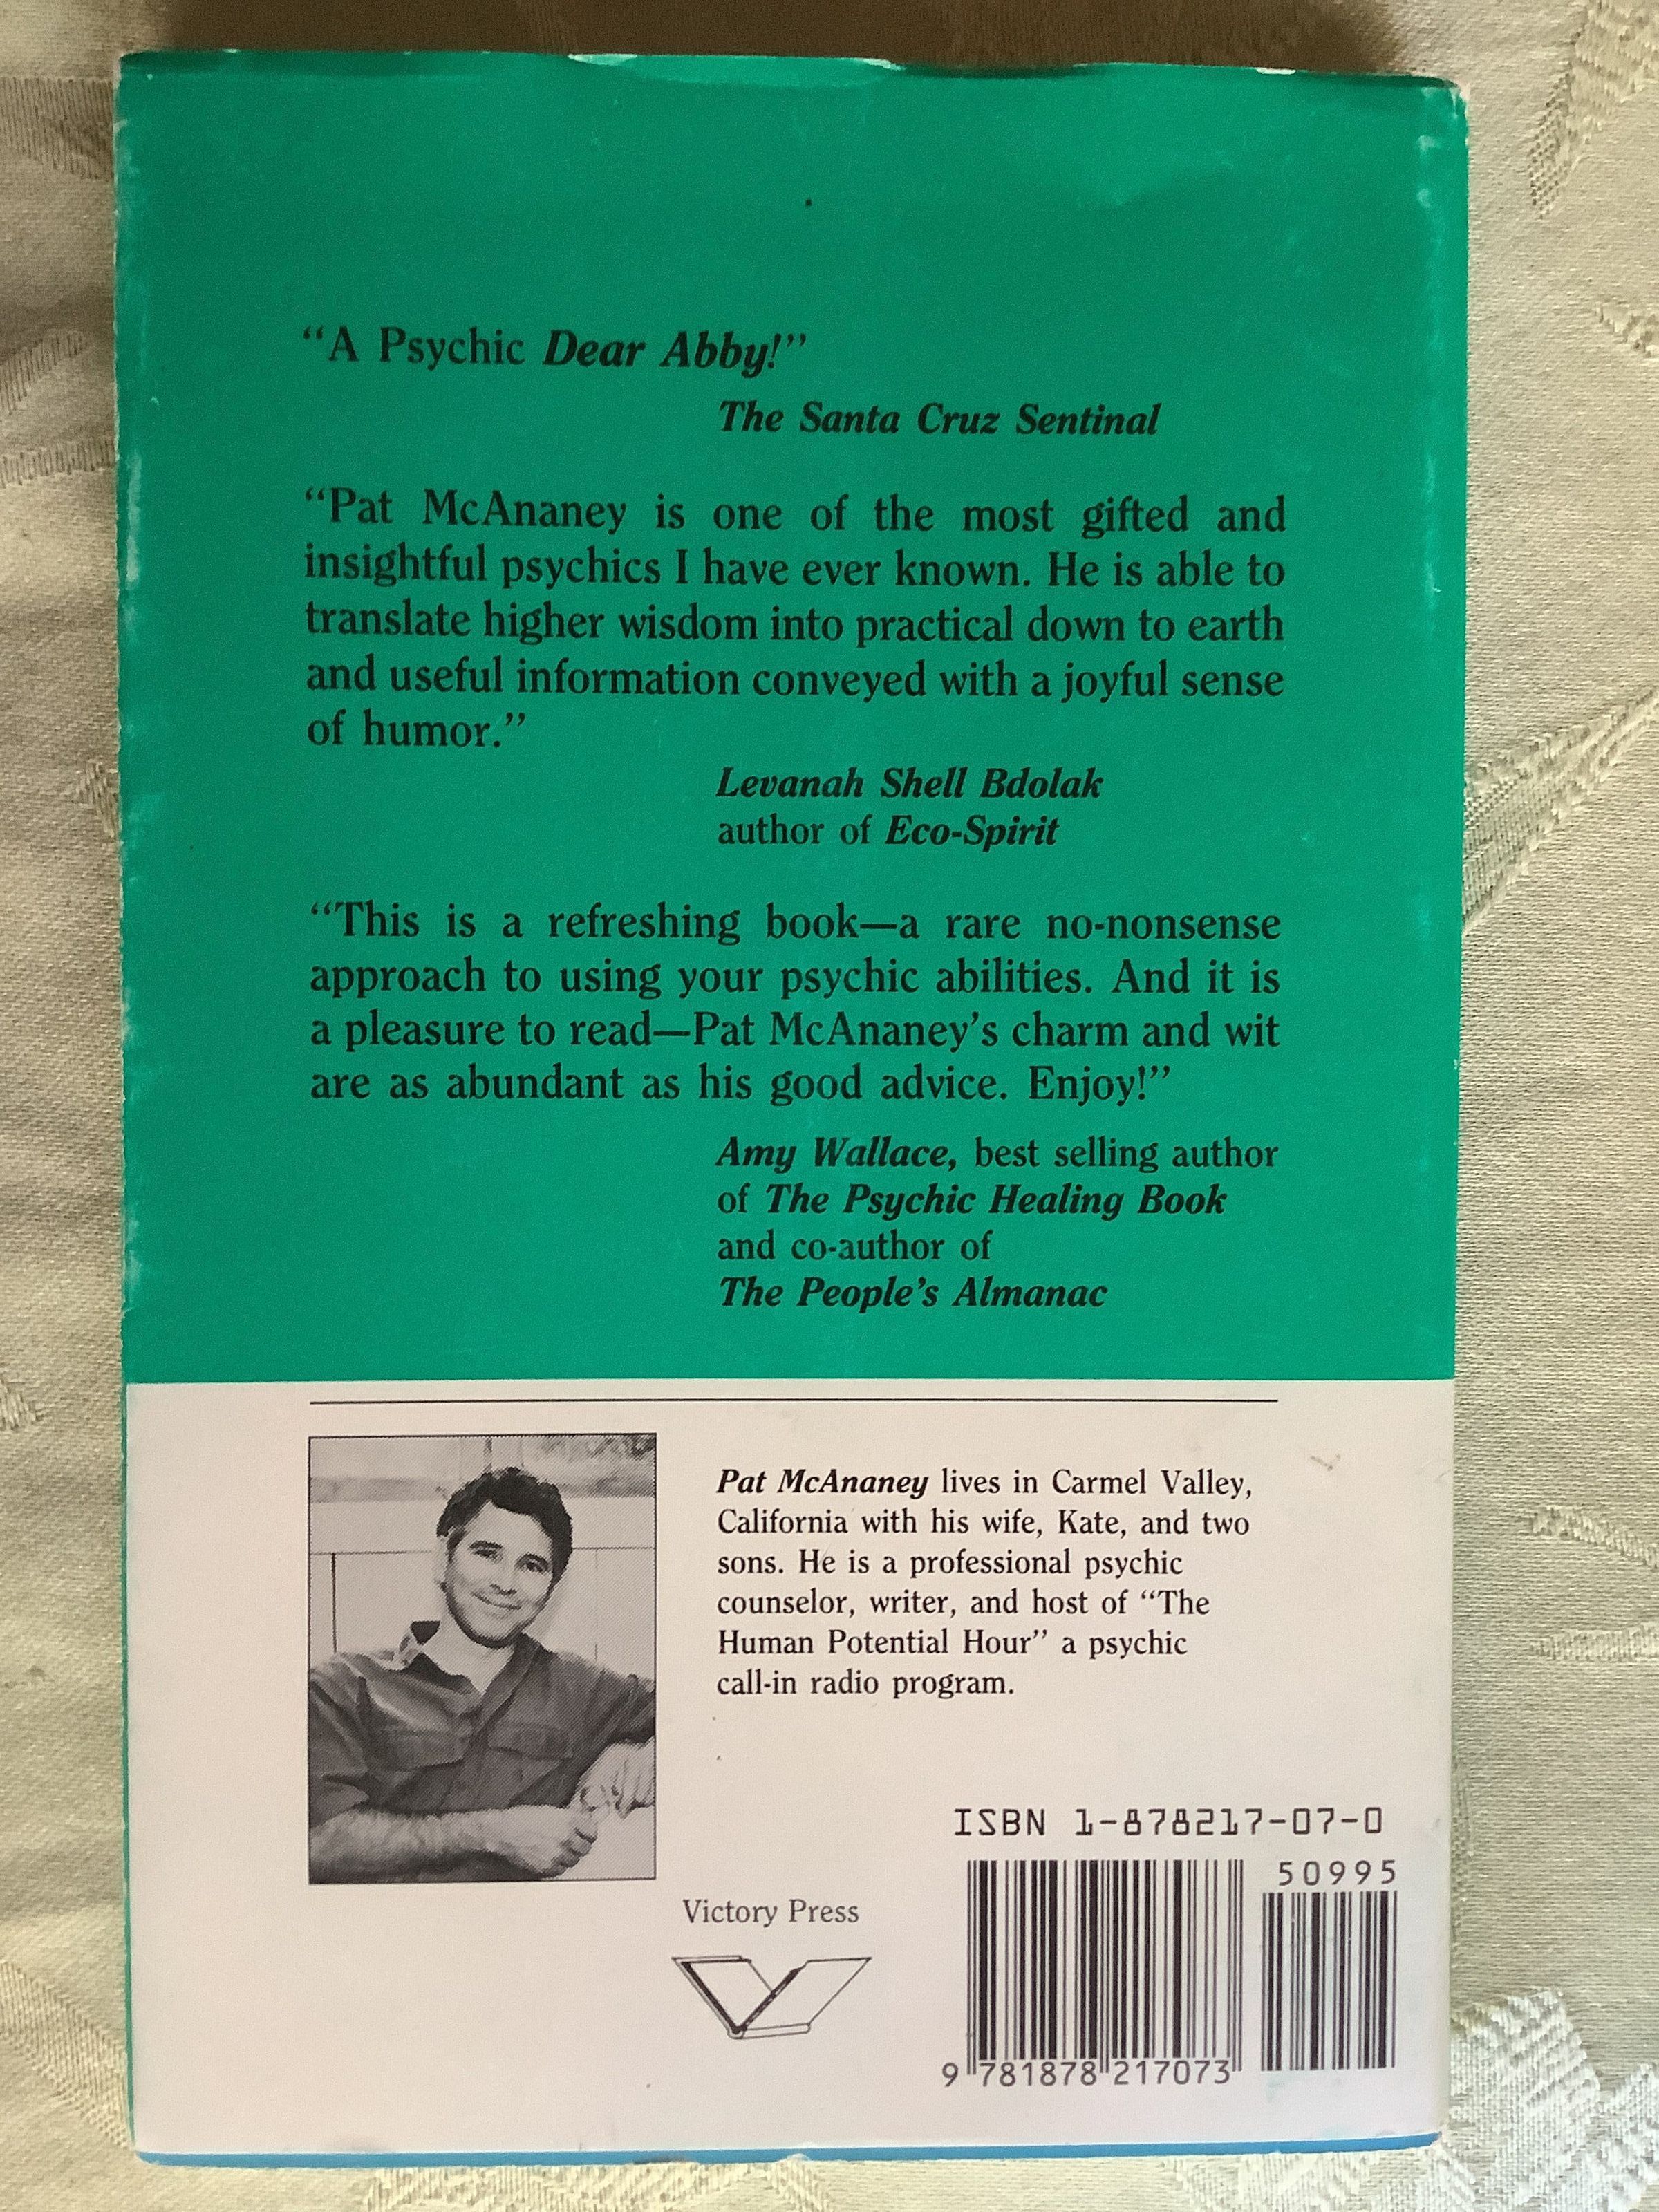 “A Psychic Dear Abby!”
The Santa Cruz Sentinal
“Pat McAnaney is one of the most gifted and
insightful psychics I have ever known. He is able to
translate higher wisdom into practical down to earth
and useful information conveyed with a joyful sense
of humor.”
Levanah Shell Bdolak
author of Eco-Spirit
“This is a refreshing book—a rare no-nonsense
approach to using your psychic abilities. And it is
a pleasure to read—Pat McAnaney’s charm and wit
are as abundant as his good advice. Enjoy!”
Amy Wallace, best selling author
of The Psychic Healing Book
and co-author of
The People’s Almanac
Pat McAnaney lives in Carmel Valley,
California with his wife, Kate, and two
sons. He is a professional psychic
counselor, writer, and host of “The
Human Potential Hour” a psychic
call-in radio program.
Victory Press
ISBN 1-878217-07-0
50995
9 781878 217073